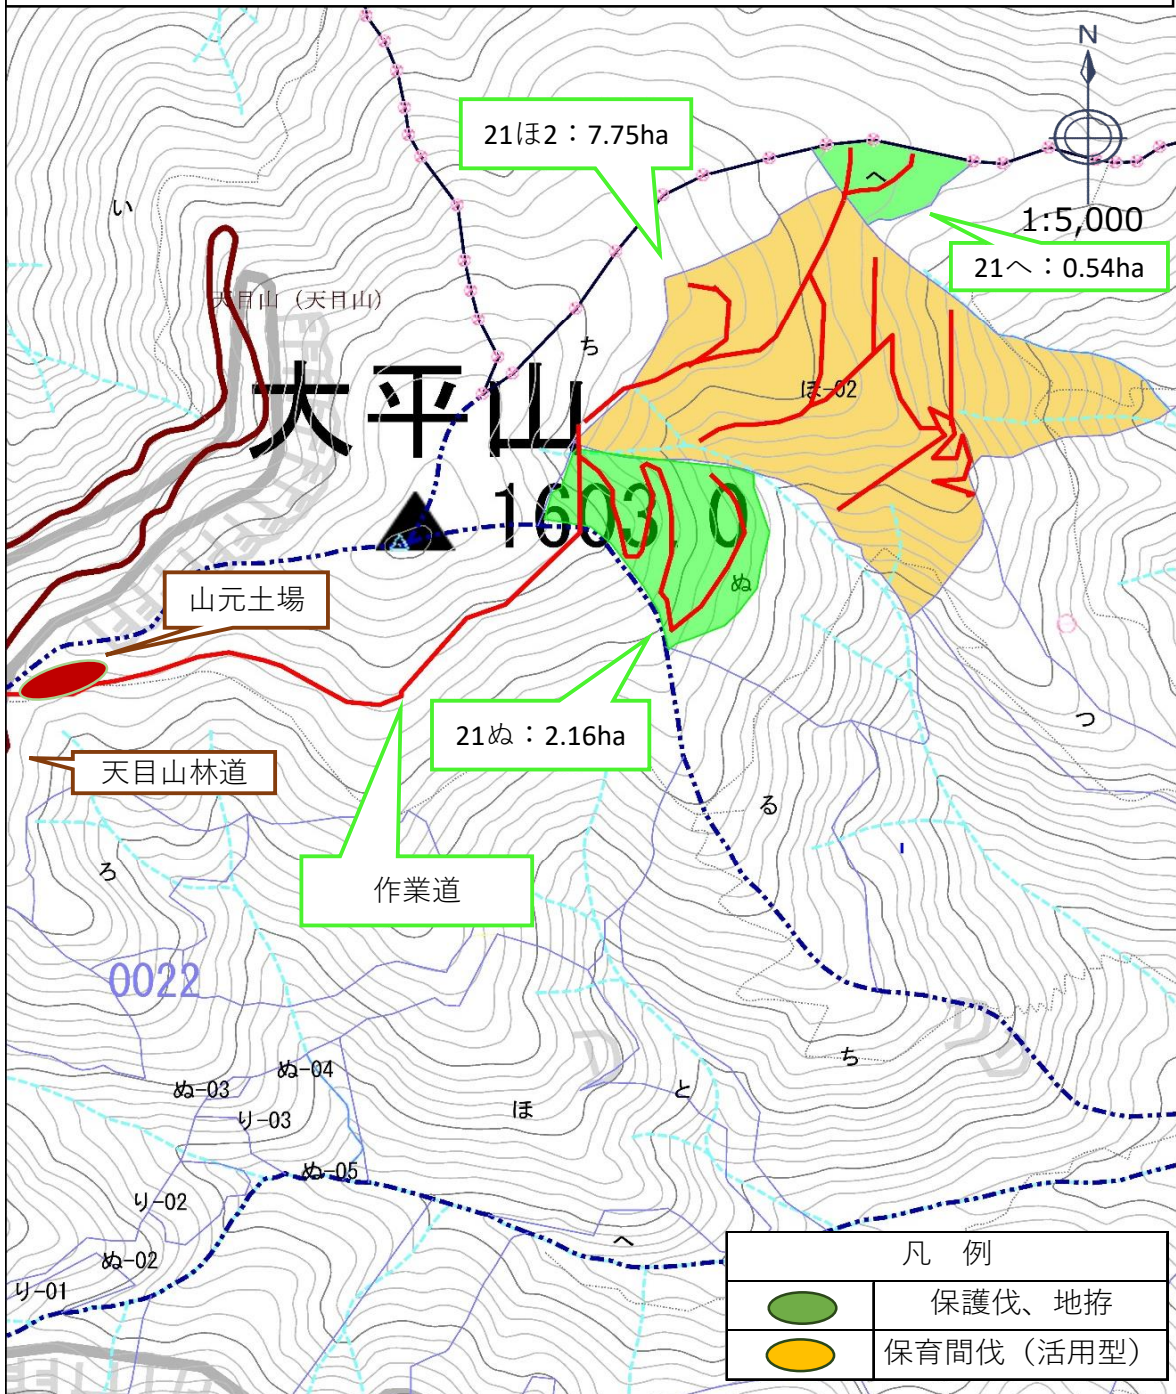 N
21ほ2：7.75ha
へ
い
1:5,000
21へ：0.54ha
天目山（天目山）
ち
大平山
ほ-02
1603.0
ぬ
山元土場
つ
21ぬ：2.16ha
天目山林道
る
ろ
作業道
0022
ち
ぬ-04
ぬ-03
と
ほ
り-03
ぬ-05
り-02
へ
ぬ-02
り-01
凡 例
保護伐、地拵
保育間伐（活用型）